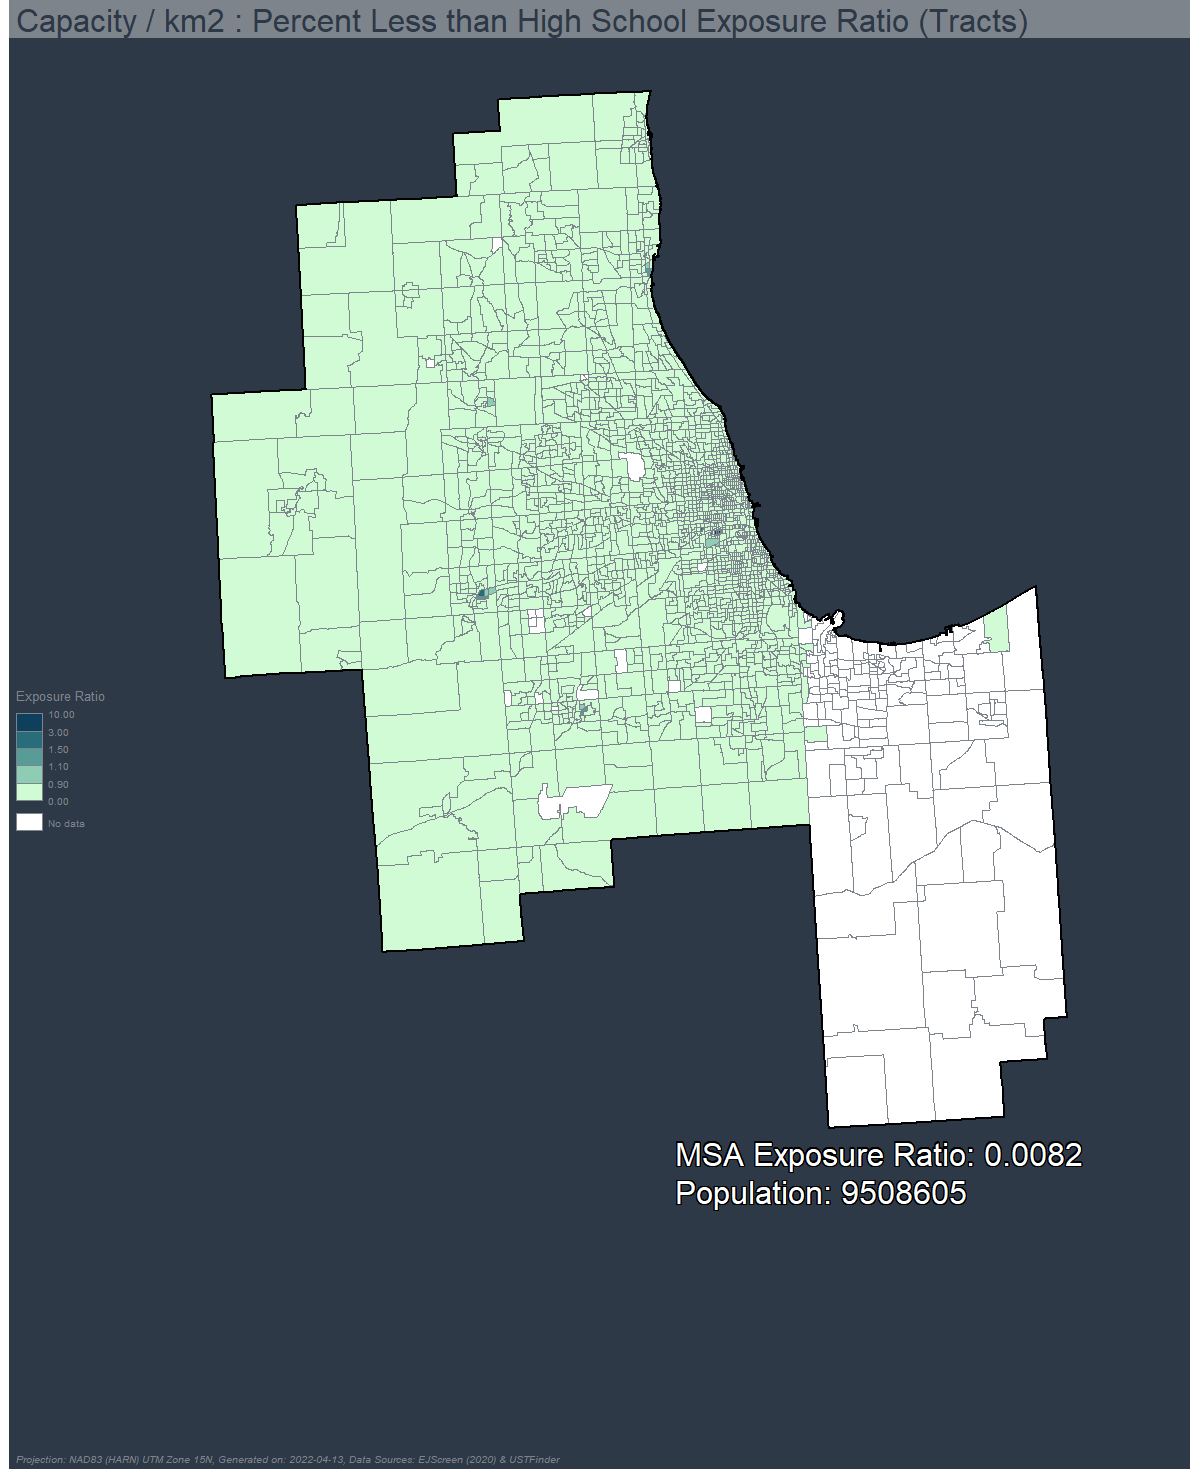 Capacity / km2 : Percent Less than High School Exposure Ratio (Tracts)
Exposure Ratio
10.00
3.00
1.50
1.10
0.90
0.00
No data
MSA Exposure Ratio: 0.0082
Population: 9508605
Projection: NAD83 (HARN) UTM Zone 15N, Generated on: 2022-04-13, Data Sources: EJScreen (2020) & USTFinder